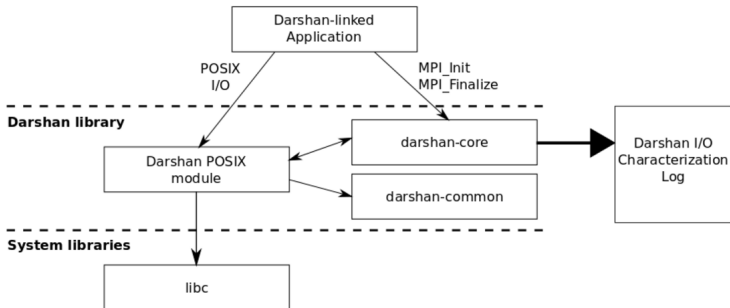 Darshan-linked
Application
POSIX
I/O
MPI_Init
MPI_Finalize
Darshan library
darshan-core
Darshan POSIX
module
darshan-common
Darshan I/O
Characterization
Log
System libraries
libc